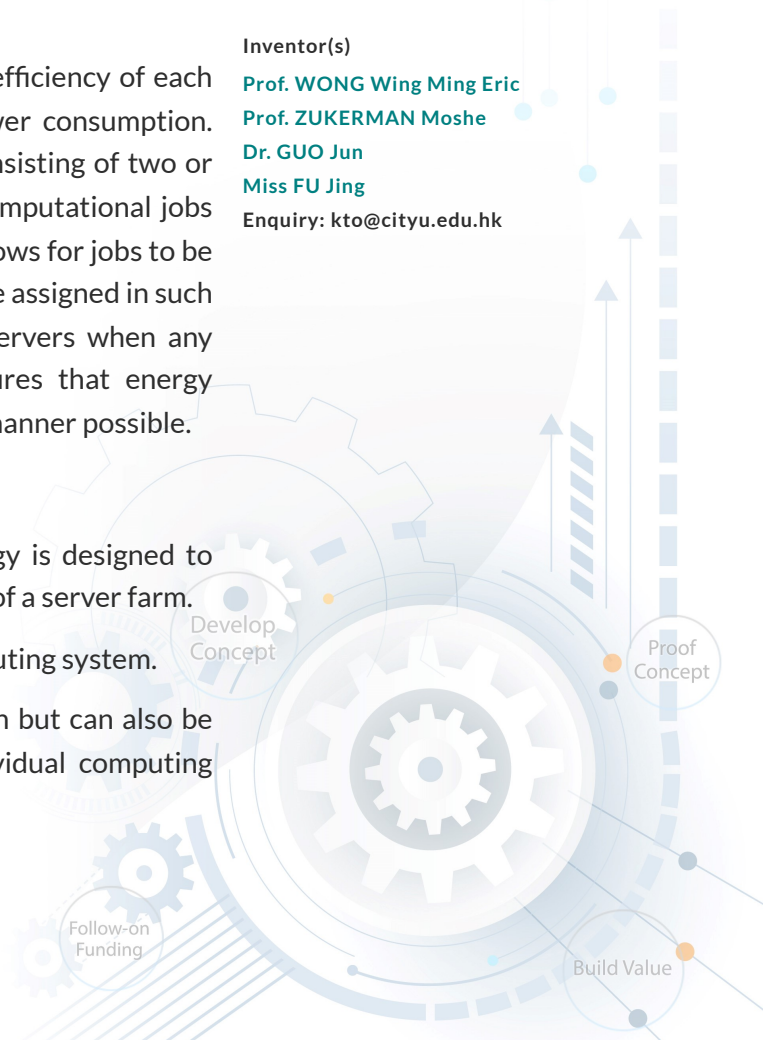 efficiency of each
wer consumption.
nsisting of two or
mputational jobs
ows for jobs to be
e assigned in such
ervers when any
ures that energy
nanner possible.
gy is designed to
of a server farm.
uting system.
n but can also be
vidual computing
Inventor(s)
Prof. WONG Wing Ming Eric
Prof. ZUKERMAN Moshe
Dr. GUO Jun
Miss FU Jing
Enquiry: kto@cityu.edu.hk
Develop
Concept
Proof
Concept
Follow-on
Funding
Build Value